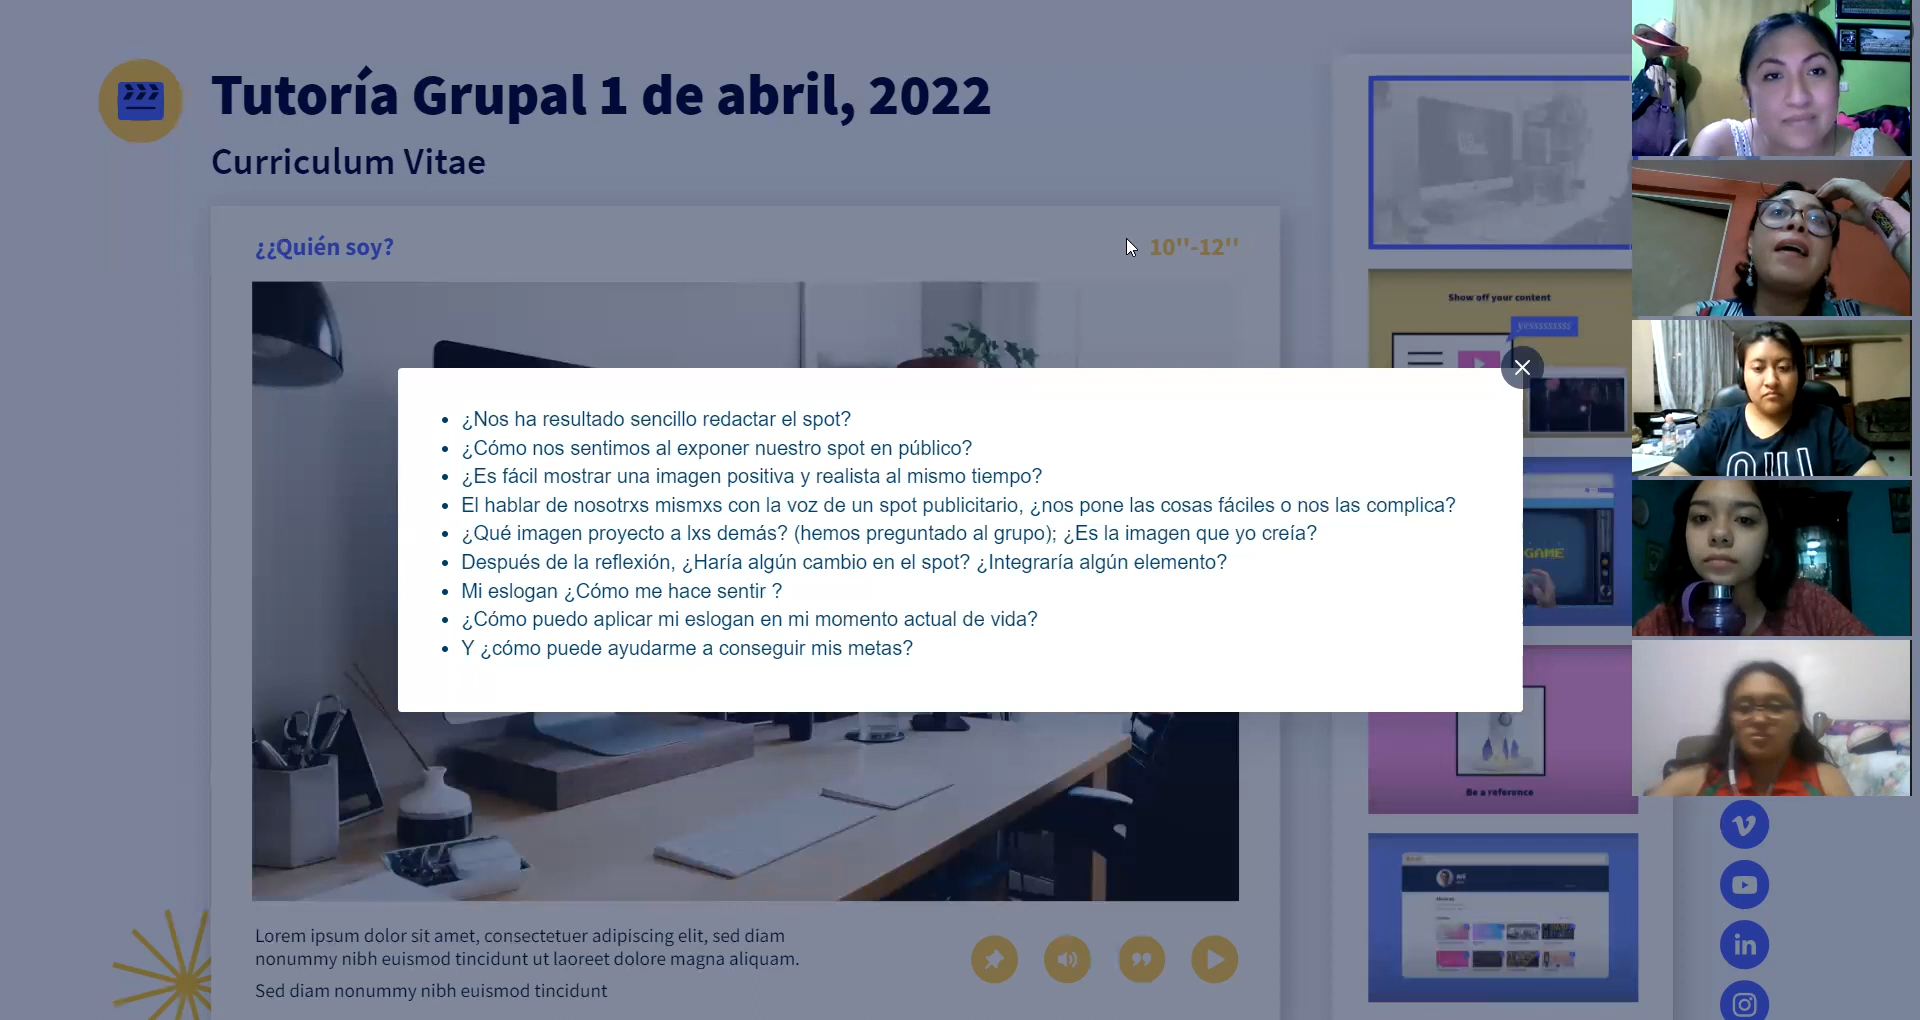 Tutoría Grupal 1 de abril, 2022
Curriculum Vitae
¿¿Quién soy?
10''-12''
Show off your content
yesssssssss
¿Nos ha resultado sencillo redactar el spot?
¿Cómo nos sentimos al exponer nuestro spot en público?
¿Es fácil mostrar una imagen positiva y realista al mismo tiempo?
El hablar de nosotrxs mismxs con la voz de un spot publicitario, ¿nos pone las cosas fáciles o nos las complica?
¿Qué imagen proyecto a lxs demás? (hemos preguntado al grupo); ¿Es la imagen que yo creía?
Después de la reflexión, ¿Haría algún cambio en el spot? ¿Integraría algún elemento?
Mi eslogan ¿Cómo me hace sentir ?
¿Cómo puedo aplicar mi eslogan en mi momento actual de vida?
Y ¿cómo puede ayudarme a conseguir mis metas?
GAME
Be a reference
Lorem ipsum dolor sit amet, consectetuer adipiscing elit, sed diam
nonummy nibh euismod tincidunt ut laoreet dolore magna aliquam.
Sed diam nonummy nibh euismod tincidunt
in